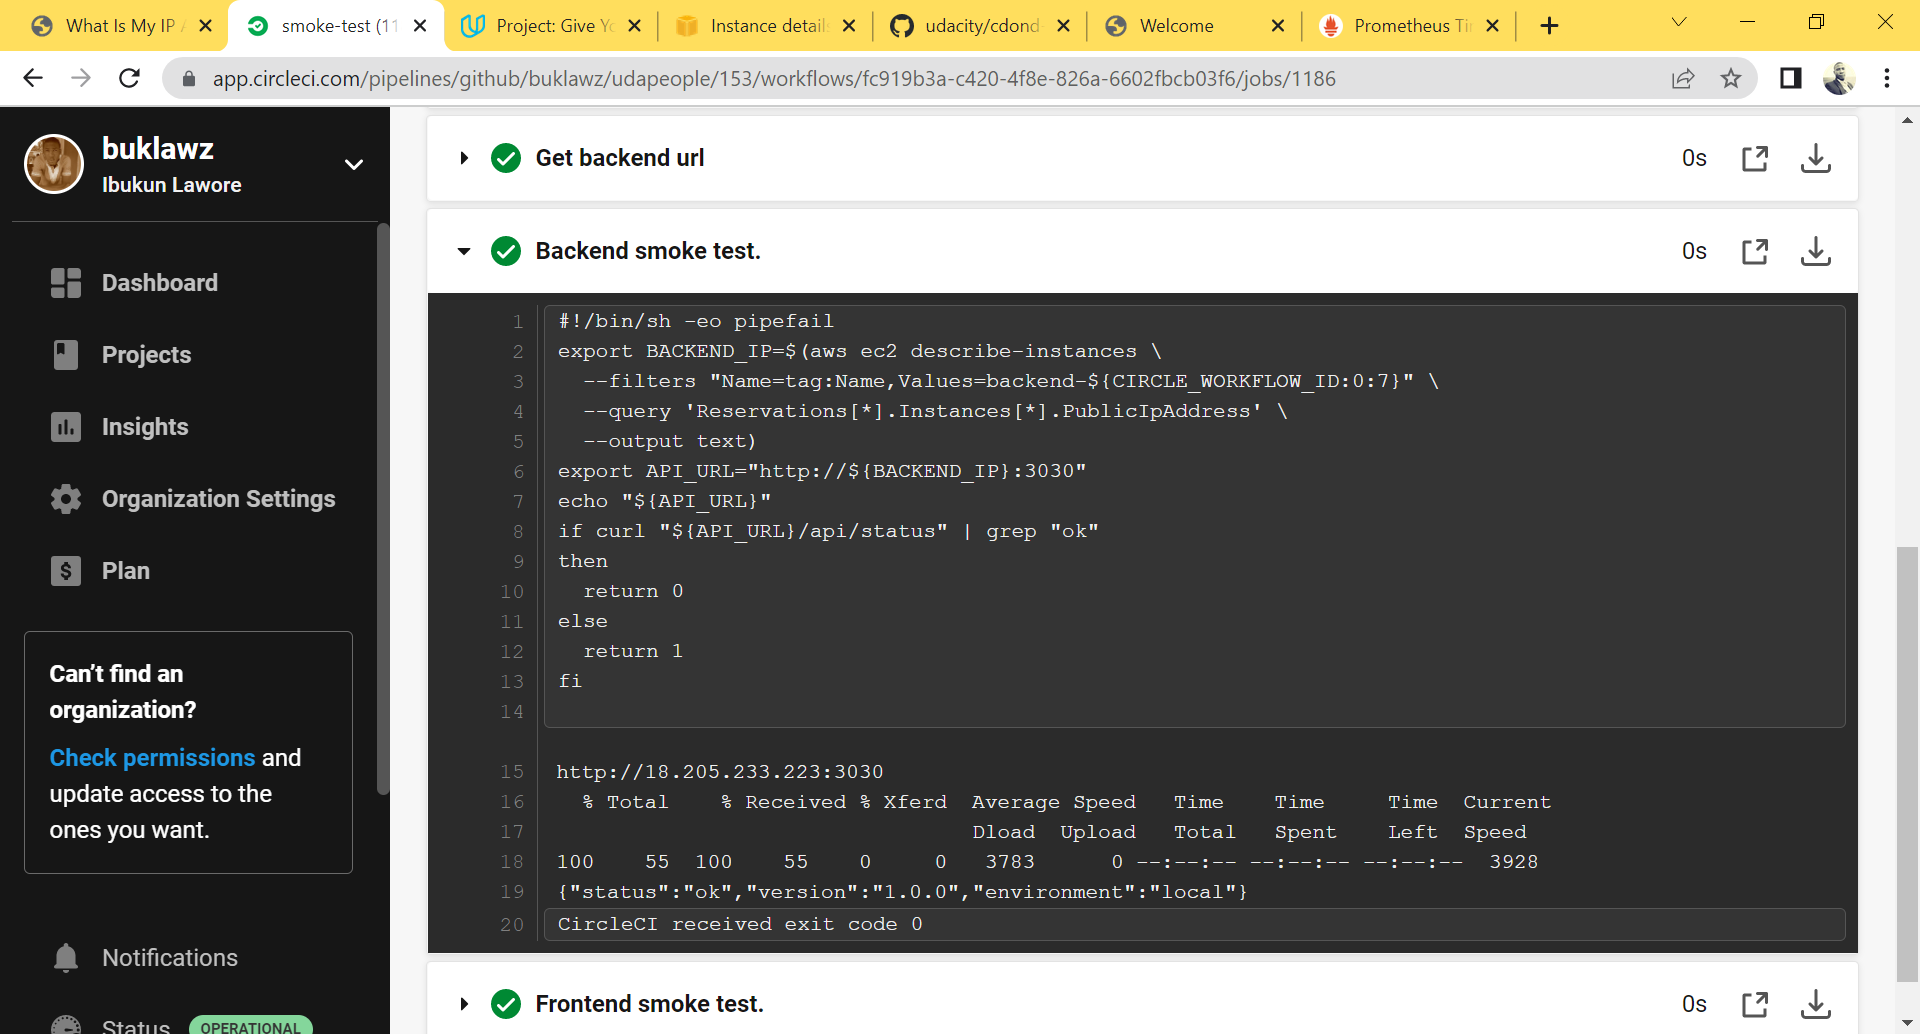 What Is My IP A
smoke-test (11
Project: Give Yo
Instance details
udacity/cdond-
Welcome
Prometheus Tim
app.circleci.com/pipelines/github/buklawz/udapeople/153/workflows/fc919b3a-c420-4f8e-826a-6602fbcb03f6/jobs/1186
buklawz
Ibukun Lawore
Dashboard
Projects
Insights
Organization Settings
Plan
Can't find an
organization?
Check permissions and
update access to the
ones you want.
Notifications
Status OPERATIONAL
Get backend url 0s
Backend smoke test. 0s
1 #!/bin/sh -eo pipefail
2 export BACKEND_IP=$(aws ec2 describe-instances \
3 --filters "Name=tag:Name,Values=backend-${CIRCLE_WORKFLOW_ID:0:7}" \
4 --query 'Reservations[*].Instances[*].PublicIpAddress' \
5 --output text)
6 export API_URL="http://${BACKEND_IP}:3030"
7 echo "${API_URL}"
8 if curl "${API_URL}/api/status" | grep "ok"
9 then
10 return 0
11 else
12 return 1
13 fi
14
15 http://18.205.233.223:3030
16 % Total % Received % Xferd Average Speed Time Time Time Current
17 Dload Upload Total Spent Left Speed
18 100 55 100 55 0 0 3783 0 --:--:-- --:--:-- --:--:-- 3928
19 {"status":"ok","version":"1.0.0","environment":"local"}
20 CircleCI received exit code 0
Frontend smoke test. 0s